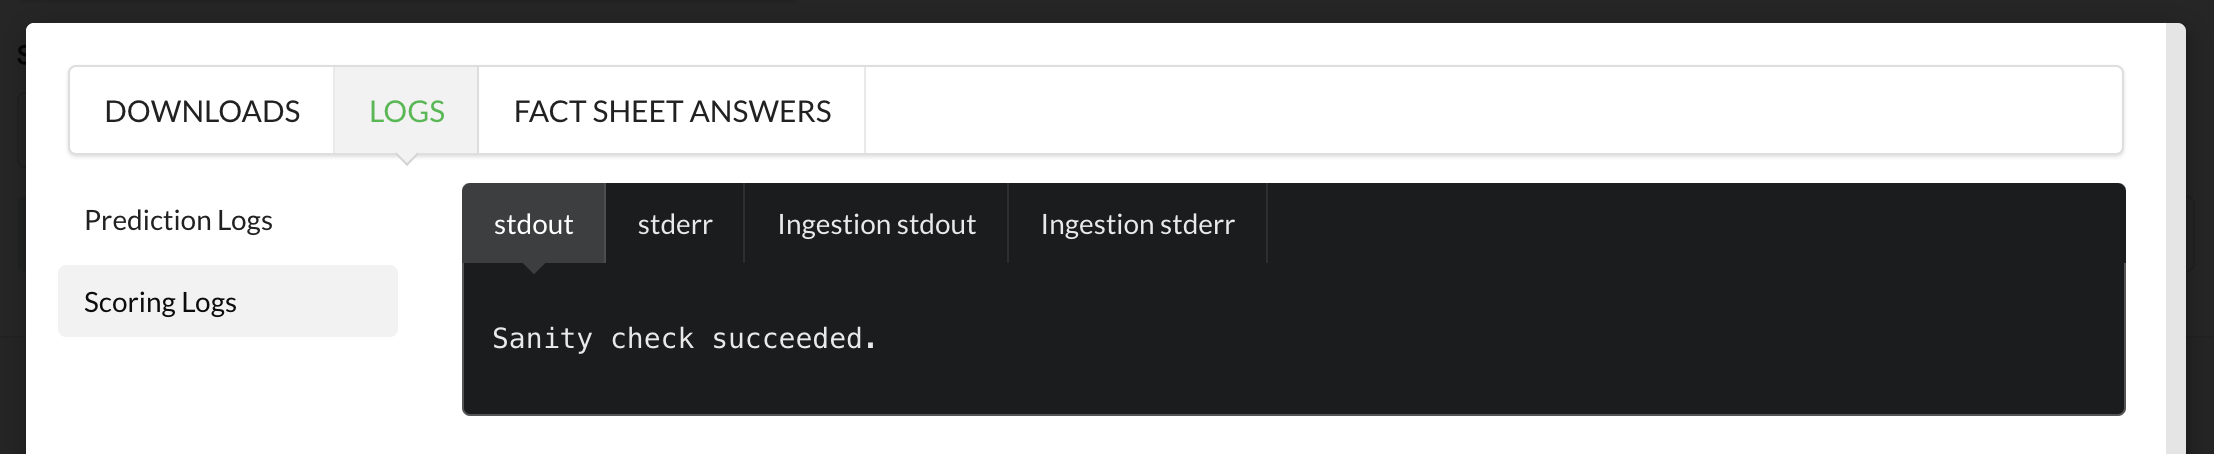 DOWNLOADS LOGS FACT SHEET ANSWERS
Prediction Logs
Scoring Logs
stdout stderr Ingestion stdout Ingestion stderr
Sanity check succeeded.